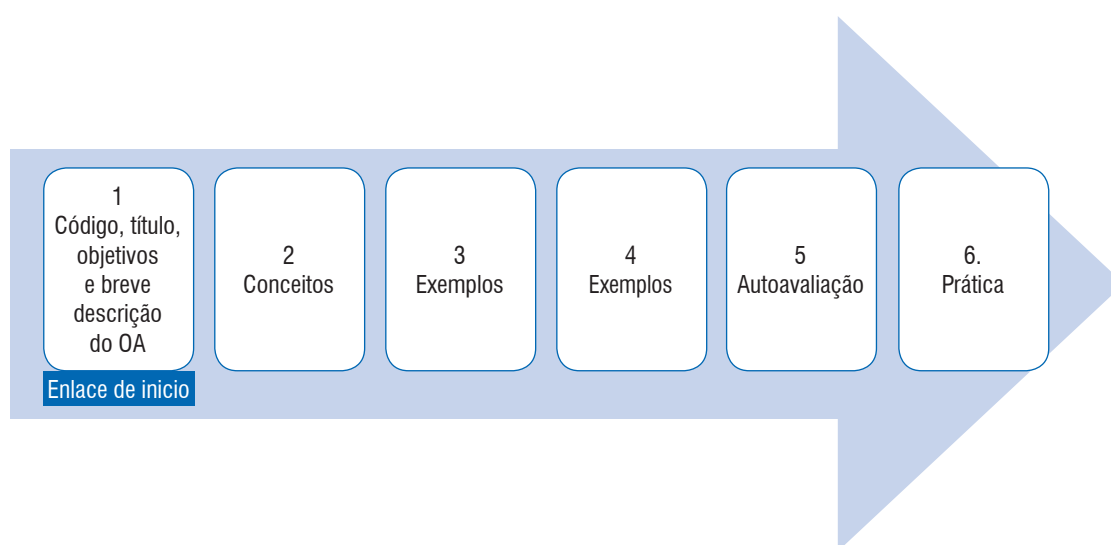 1
Código, título,
objetivos
e breve
descrição
do OA
Enlace de inicio
2
Conceitos
3
Exemplos
4
Exemplos
5
Autoavaliação
6.
Prática